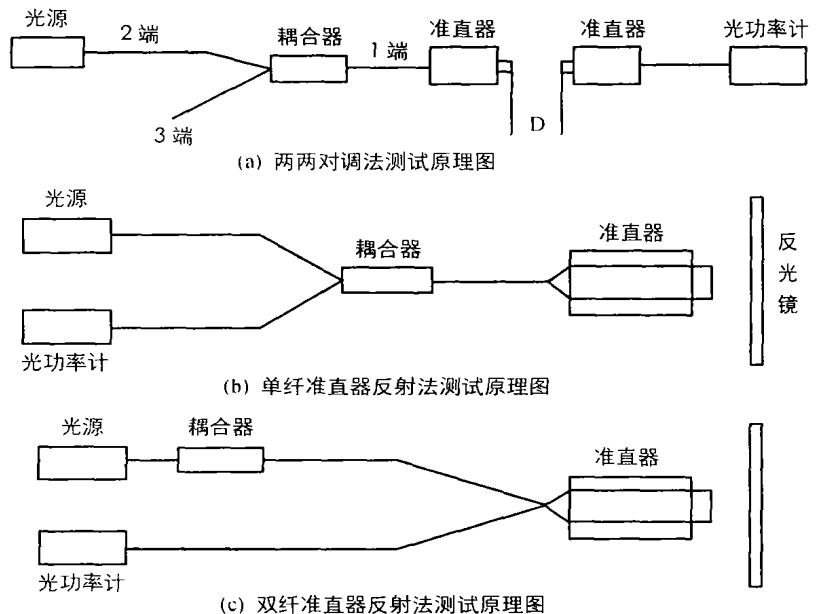 光源
2 端
耦合器
1 端
准直器
准直器
光功率计
3 端
D
(a) 两两对调法测试原理图
光源
耦合器
准直器
反光镜
光功率计
(b) 单纤准直器反射法测试原理图
光源
耦合器
准直器
光功率计
(c) 双纤准直器反射法测试原理图